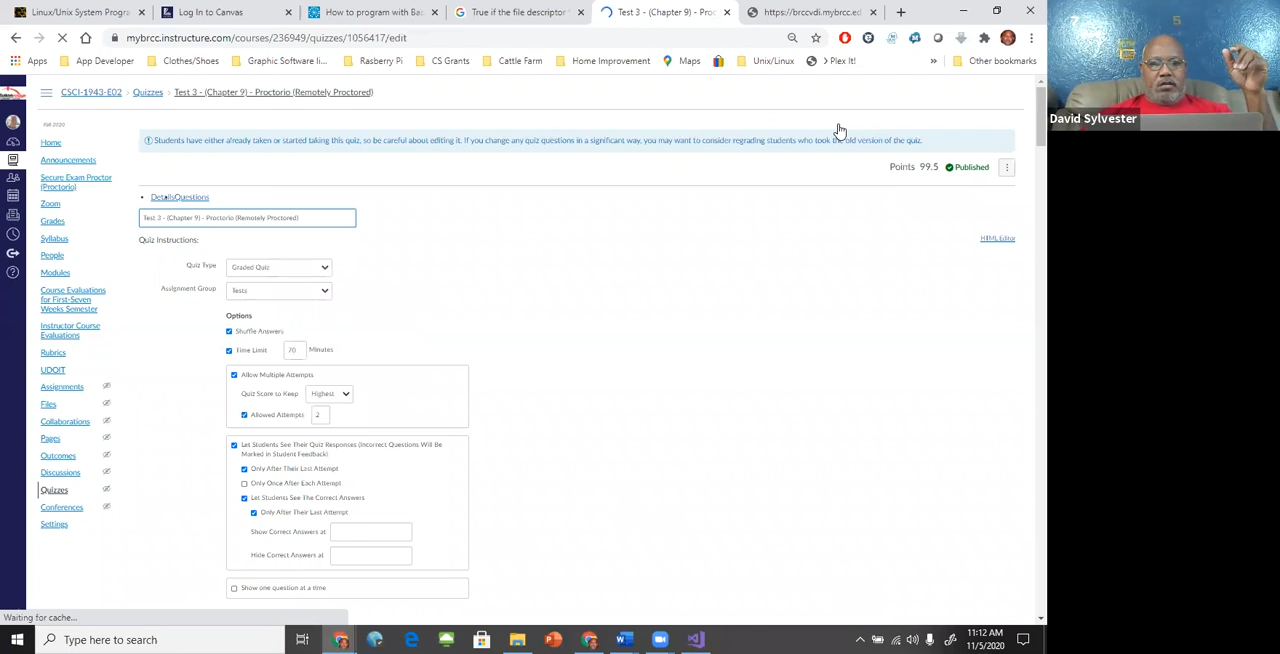 Linux/Unix System Progra
Log In to Canvas
How to program with Bas
True if the file descriptor
Test 3 - (Chapter 9) - Proc
https://brccvdi.mybrcc.ed
mybrcc.instructure.com/courses/236949/quizzes/1056417/edit
Apps
App Developer
Clothes/Shoes
Graphic Software li...
Rasberry Pi
CS Grants
Cattle Farm
Home Improvement
Maps
Unix/Linux
> Plex It!
»
Other bookmarks
David Sylvester
CSCI-1943-E02
Quizzes
Test 3 - (Chapter 9) - Proctorio (Remotely Proctored)
Fall 2020
Home
Announcements
Secure Exam Proctor
(Proctorio)
Zoom
Grades
Syllabus
People
Modules
Course Evaluations
for First-Seven
Weeks Semester
Instructor Course
Evaluations
Rubrics
UDOIT
Assignments
Files
Collaborations
Pages
Outcomes
Discussions
Quizzes
Conferences
Settings
Students have either already taken or started taking this quiz, so be careful about editing it. If you change any quiz questions in a significant way, you may want to consider regrading students who took the old version of the quiz.
Points 99.5 Published
DetailsQuestions
Test 3 - (Chapter 9) - Proctorio (Remotely Proctored)
Quiz Instructions:
HTML Editor
Quiz Type Graded Quiz
Assignment Group Tests
Options
Shuffle Answers
Time Limit 70 Minutes
Allow Multiple Attempts
Quiz Score to Keep Highest
Allowed Attempts 2
Let Students See Their Quiz Responses (Incorrect Questions Will Be
Marked in Student Feedback)
Only After Their Last Attempt
Only Once After Each Attempt
Let Students See The Correct Answers
Only After Their Last Attempt
Show Correct Answers at
Hide Correct Answers at
Show one question at a time
Waiting for cache...
Type here to search
11:12 AM
11/5/2020